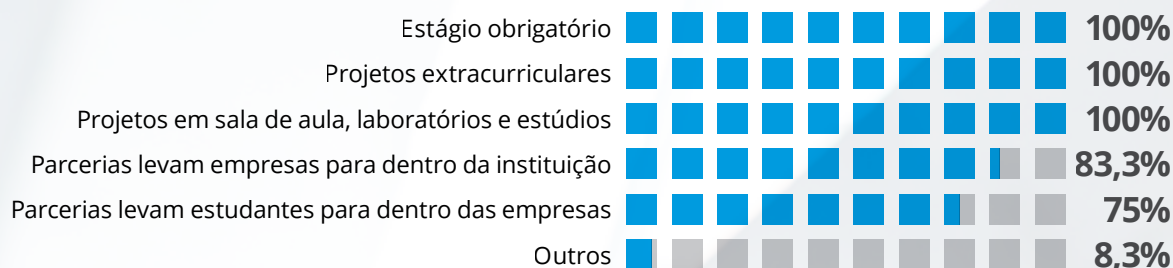 Estágio obrigatório 100%
Projetos extracurriculares 100%
Projetos em sala de aula, laboratórios e estúdios 100%
Parcerias levam empresas para dentro da instituição 83,3%
Parcerias levam estudantes para dentro das empresas 75%
Outros 8,3%